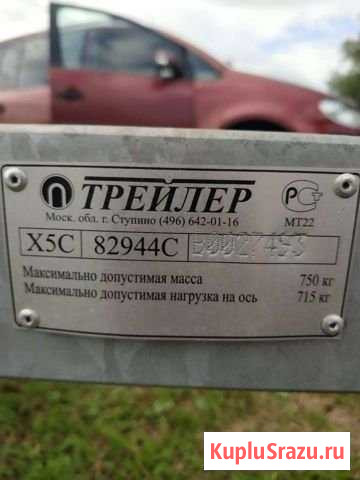 ТРЕЙЛЕР
Моск. обл. г. Ступино (496) 642-01-16
МТ22
X5C 82944C
Максимально допустимая масса 750 кг
Максимально допустимая нагрузка на ось 715 кг
KupluSrazu.ru